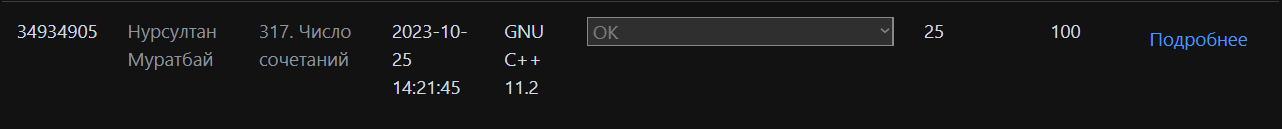 34934905 Нурсултан 317. Число 2023-10- GNU OK 25 100 Подробнее
Муратбай сочетаний 25 C++
14:21:45 11.2